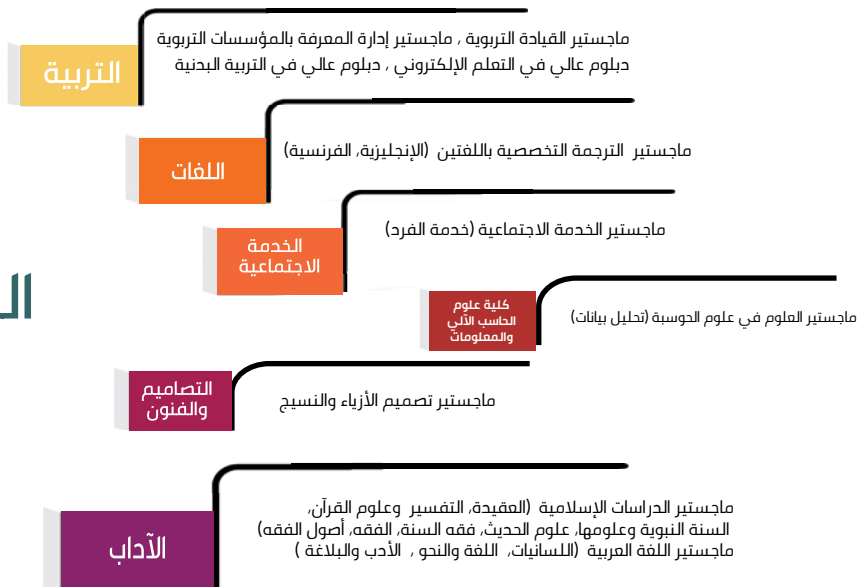 ماجستير القيادة التربوية , ماجستير إدارة المعرفة بالمؤسسات التربوية
دبلوم عالي في التعلم الإلكتروني , دبلوم عالي في التربية البدنية
التربية
ماجستير الترجمة التخصصية باللغتين (الإنجليزية, الفرنسية)
اللغات
ماجستير الخدمة الاجتماعية (خدمة الفرد)
الخدمة
الاجتماعية
ماجستير العلوم في علوم الحوسبة (تحليل بيانات)
كلية علوم
الحاسب الآلي
والمعلومات
ماجستير تصميم الأزياء والنسيج
التصاميم
والفنون
ماجستير الدراسات الإسلامية (العقيدة, التفسير وعلوم القرآن,
السنة النبوية وعلومها, علوم الحديث, فقه السنة, الفقه, أصول الفقه)
ماجستير اللغة العربية (اللسانيات, اللغة والنحو , الأدب والبلاغة )
الآداب